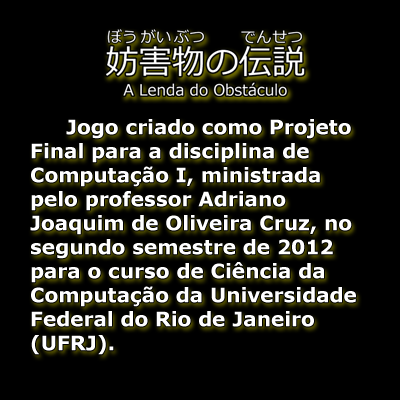 ぼうがいぶつ でんせつ
妨害物の伝説
A Lenda do Obstáculo
Jogo criado como Projeto
Final para a disciplina de
Computação I, ministrada
pelo professor Adriano
Joaquim de Oliveira Cruz, no
segundo semestre de 2012
para o curso de Ciência da
Computação da Universidade
Federal do Rio de Janeiro
(UFRJ).